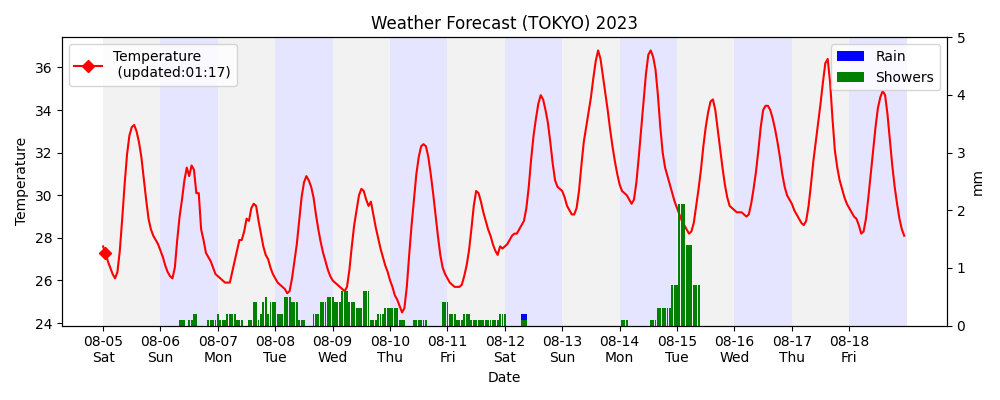 Weather Forecast (TOKYO) 2023
Temperature
(updated:01:17)
Rain
Showers
Temperature
36
34
32
30
28
26
24
5
4
3
2
1
0
mm
08-05 08-06 08-07 08-08 08-09 08-10 08-11 08-12 08-13 08-14 08-15 08-16 08-17 08-18
Sat Sun Mon Tue Wed Thu Fri Sat Sun Mon Tue Wed Thu Fri
Date